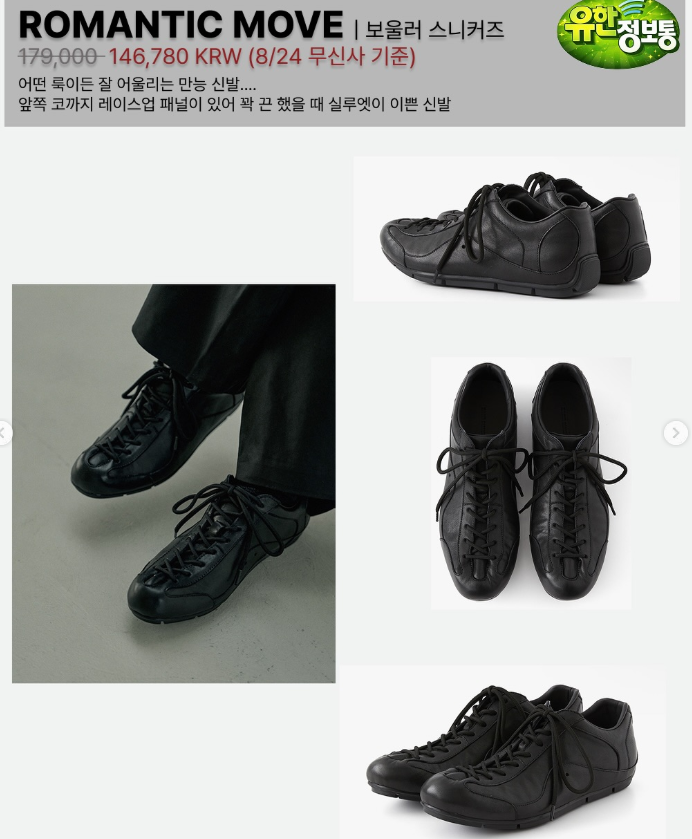 ROMANTIC MOVE | 보울러 스니커즈
179,000 146,780 KRW (8/24 무신사 기준)
어떤 룩이든 잘 어울리는 만능 신발....
앞쪽 코까지 레이스업 패널이 있어 꽉 끈 했을 때 실루엣이 이쁜 신발
유한
정보통